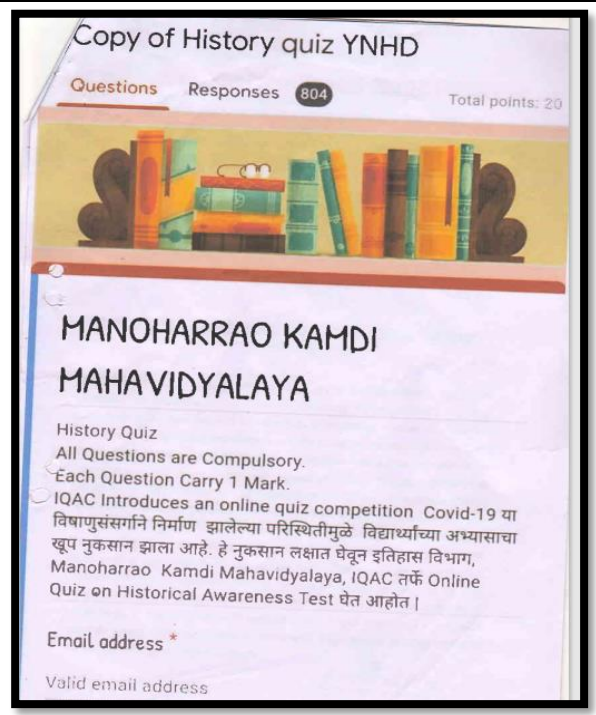 Copy of History quiz YNHD
Questions Responses 804
Total points: 20
MANOHARRAO KAMDI
MAHAVIDYALAYA
History Quiz
All Questions are Compulsory.
Each Question Carry 1 Mark.
IQAC Introduces an online quiz competition Covid-19 या
विषाणुसंसर्गाने निर्माण झालेल्या परिस्थितीमुळे विद्यार्थ्यांच्या अभ्यासाचा
खूप नुकसान झाला आहे. हे नुकसान लक्षात घेवून इतिहास विभाग,
Manoharrao Kamdi Mahavidyalaya, IQAC तर्फे Online
Quiz on Historical Awareness Test घेत आहोत |
Email address *
Valid email address